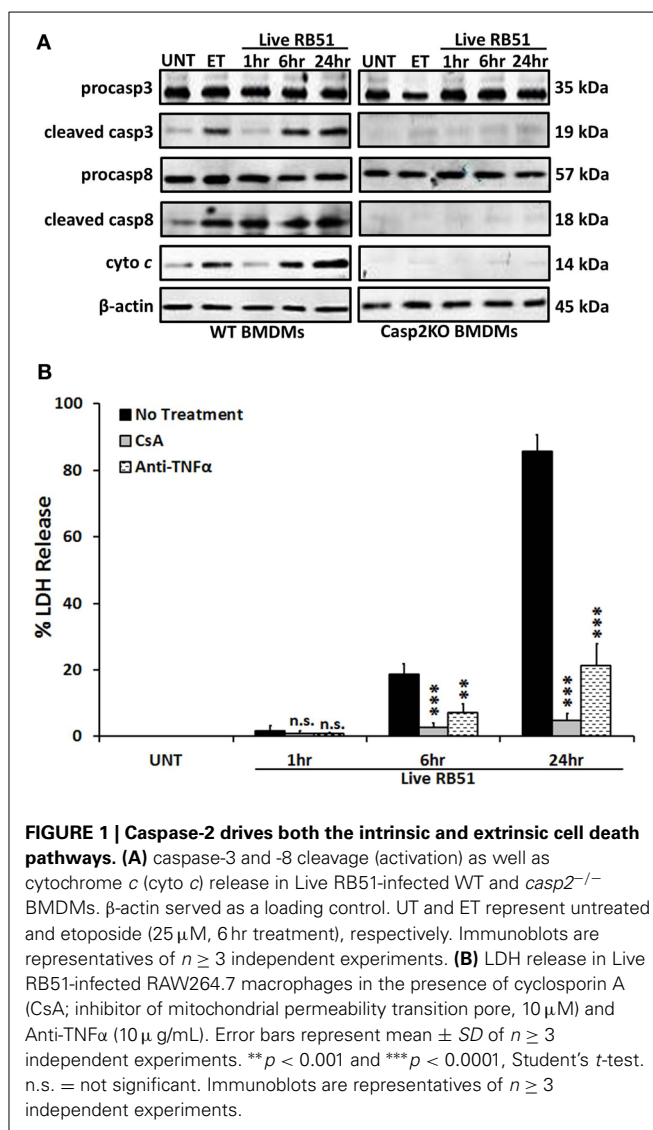 A
Live RB51
Live RB51
UNT ET 1hr 6hr 24hr
UNT ET 1hr 6hr 24hr
procasp3
35 kDa
cleaved casp3
19 kDa
procasp8
57 kDa
cleaved casp8
18 kDa
cyto c
14 kDa
β-actin
45 kDa
WT BMDMs
Casp2KO BMDMs
B
100
80
60
40
20
0
% LDH Release
No Treatment
CsA
Anti-TNFα
n.s.
n.s.
***
**
***
***
UNT
1hr
6hr
24hr
Live RB51
FIGURE 1 | Caspase-2 drives both the intrinsic and extrinsic cell death
pathways. (A) caspase-3 and -8 cleavage (activation) as well as
cytochrome c (cyto c) release in Live RB51-infected WT and casp2−/−
BMDMs. β-actin served as a loading control. UT and ET represent untreated
and etoposide (25 μM, 6 hr treatment), respectively. Immunoblots are
representatives of n ≥ 3 independent experiments. (B) LDH release in Live
RB51-infected RAW264.7 macrophages in the presence of cyclosporin A
(CsA; inhibitor of mitochondrial permeability transition pore, 10 μM) and
Anti-TNFα (10 μ g/mL). Error bars represent mean ± SD of n ≥ 3
independent experiments. **p < 0.001 and ***p < 0.0001, Student's t-test.
n.s. = not significant. Immunoblots are representatives of n ≥ 3
independent experiments.